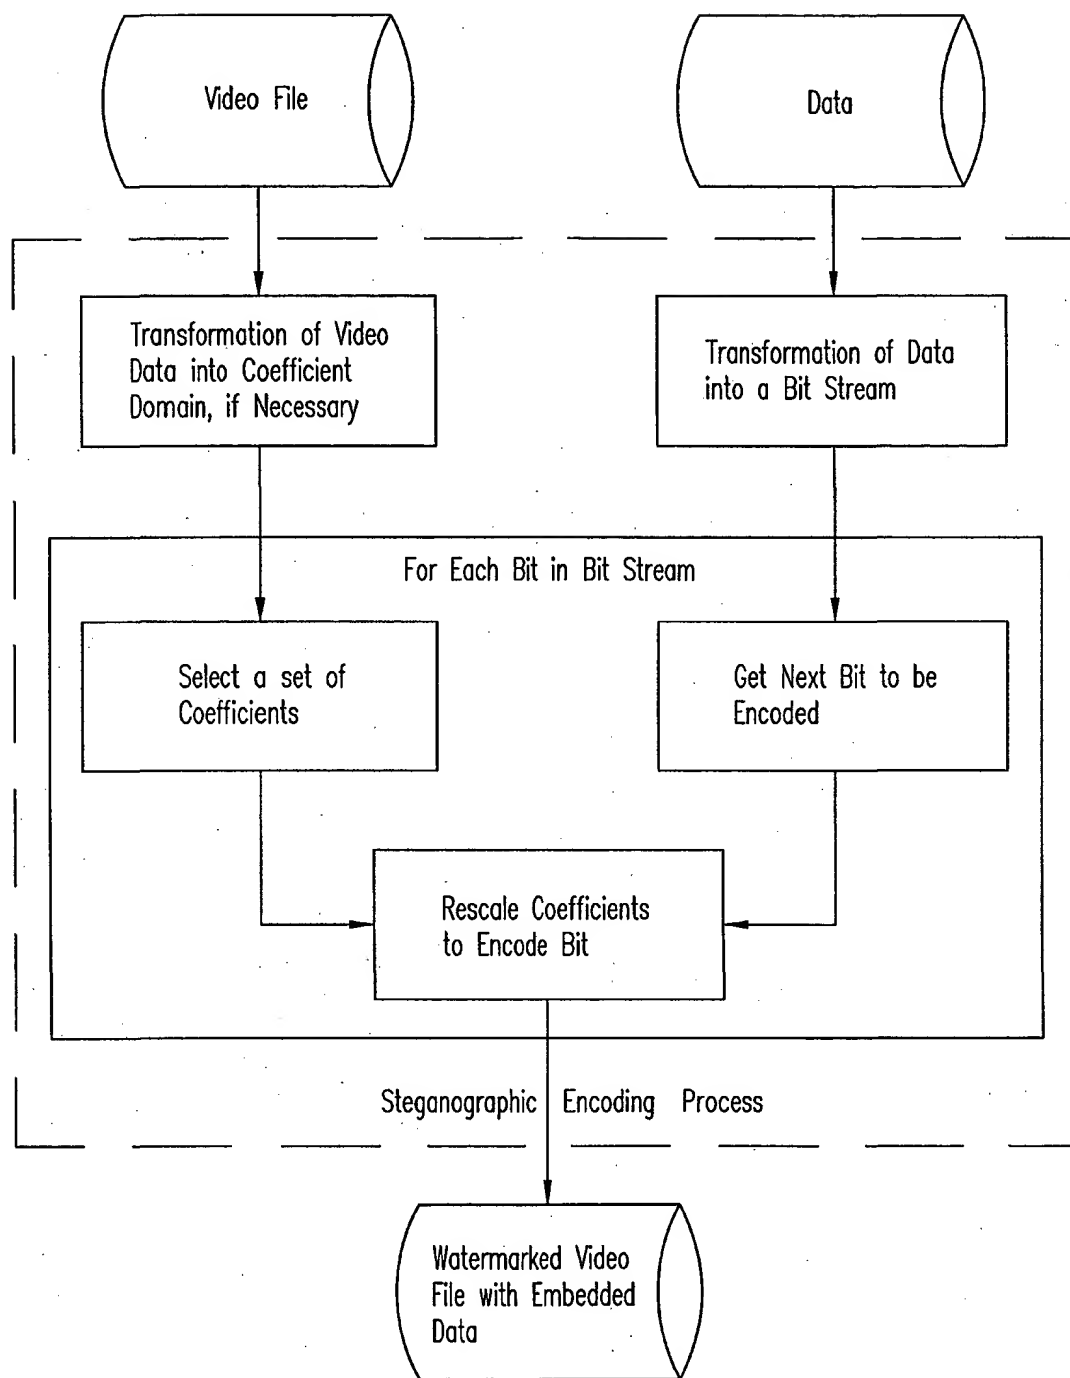 Video File
Data
Transformation of Video
Data into Coefficient
Domain, if Necessary
Transformation of Data
into a Bit Stream
For Each Bit in Bit Stream
Select a set of
Coefficients
Get Next Bit to be
Encoded
Rescale Coefficients
to Encode Bit
Steganographic Encoding Process
Watermarked Video
File with Embedded
Data